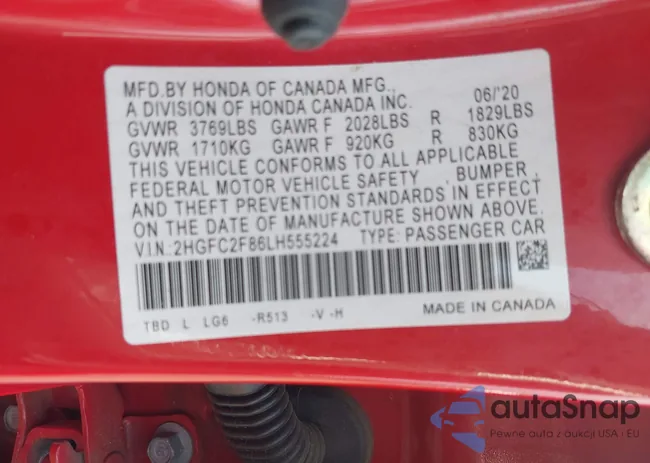 MFD.BY HONDA OF CANADA MFG., 06/'20
A DIVISION OF HONDA CANADA INC.
GVWR 3769LBS GAWR F 2028LBS R 1829LBS
GVWR 1710KG GAWR F 920KG R 830KG
THIS VEHICLE CONFORMS TO ALL APPLICABLE
FEDERAL MOTOR VEHICLE SAFETY , BUMPER ,
AND THEFT PREVENTION STANDARDS IN EFFECT
ON THE DATE OF MANUFACTURE SHOWN ABOVE.
V.I.N.:2HGFC2F86LH555224 TYPE: PASSENGER CAR
TBD L LG6 -R513 -V -H MADE IN CANADA
autaSnap
Pewne auta z aukcji USA i EU